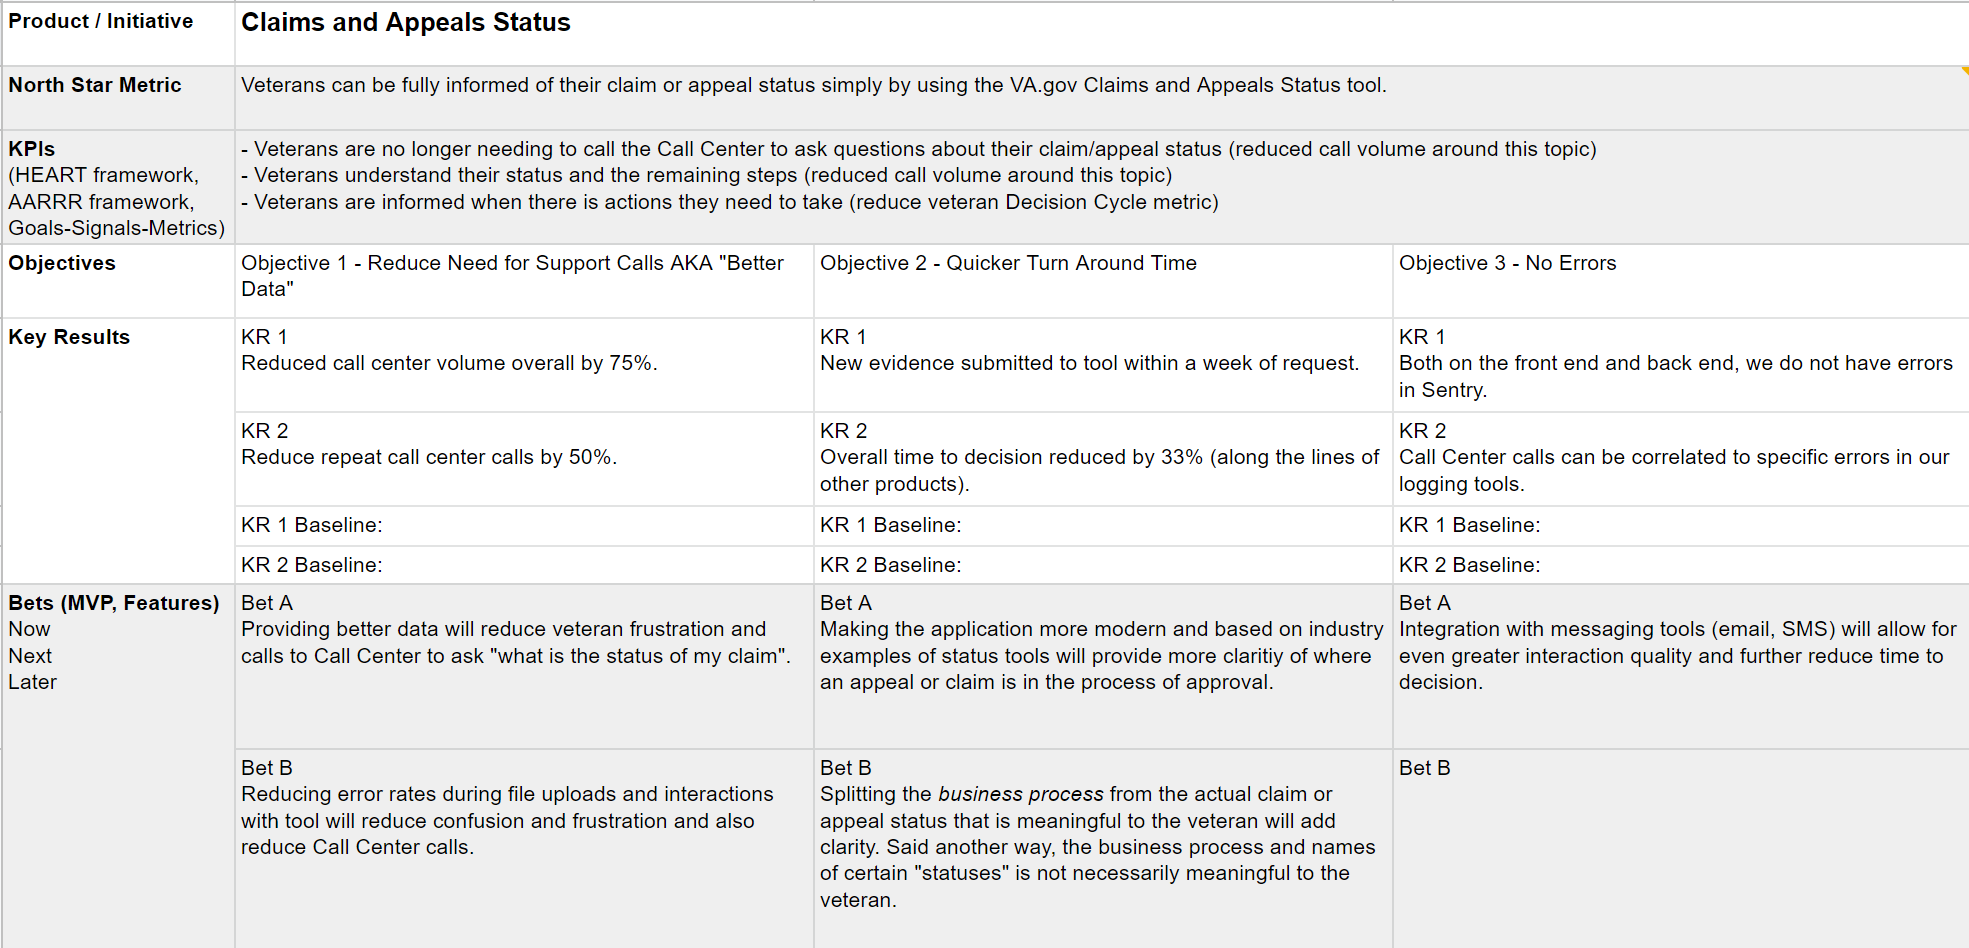 Product / Initiative
Claims and Appeals Status
North Star Metric
Veterans can be fully informed of their claim or appeal status simply by using the VA.gov Claims and Appeals Status tool.
KPIs
(HEART framework,
AARRR framework,
Goals-Signals-Metrics)
- Veterans are no longer needing to call the Call Center to ask questions about their claim/appeal status (reduced call volume around this topic)
- Veterans understand their status and the remaining steps (reduced call volume around this topic)
- Veterans are informed when there is actions they need to take (reduce veteran Decision Cycle metric)
Objectives
Objective 1 - Reduce Need for Support Calls AKA "Better
Data"
Objective 2 - Quicker Turn Around Time
Objective 3 - No Errors
Key Results
KR 1
Reduced call center volume overall by 75%.
KR 1
New evidence submitted to tool within a week of request.
KR 1
Both on the front end and back end, we do not have errors
in Sentry.
KR 2
Reduce repeat call center calls by 50%.
KR 2
Overall time to decision reduced by 33% (along the lines of
other products).
KR 2
Call Center calls can be correlated to specific errors in our
logging tools.
KR 1 Baseline:
KR 1 Baseline:
KR 1 Baseline:
KR 2 Baseline:
KR 2 Baseline:
KR 2 Baseline:
Bets (MVP, Features)
Now
Next
Later
Bet A
Providing better data will reduce veteran frustration and
calls to Call Center to ask "what is the status of my claim".
Bet A
Making the application more modern and based on industry
examples of status tools will provide more claritiy of where
an appeal or claim is in the process of approval.
Bet A
Integration with messaging tools (email, SMS) will allow for
even greater interaction quality and further reduce time to
decision.
Bet B
Reducing error rates during file uploads and interactions
with tool will reduce confusion and frustration and also
reduce Call Center calls.
Bet B
Splitting the business process from the actual claim or
appeal status that is meaningful to the veteran will add
clarity. Said another way, the business process and names
of certain "statuses" is not necessarily meaningful to the
veteran.
Bet B